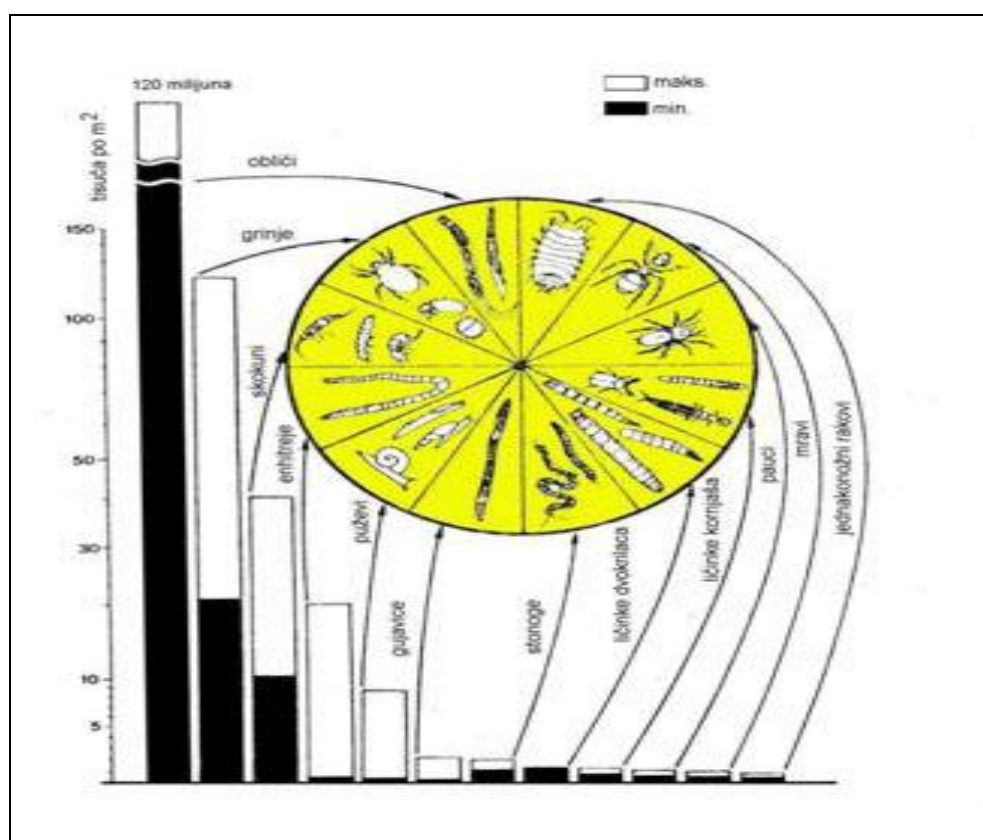 120 milijuna
maks.
min.
tisuća po m²
oblići
grinje
150
100
50
30
10
5
skokuni
enhitreje
puževi
gujavice
stonoge
ličinke dvokrilaca
ličinke kornjaša
pauci
mravi
jednakonožni rakovi